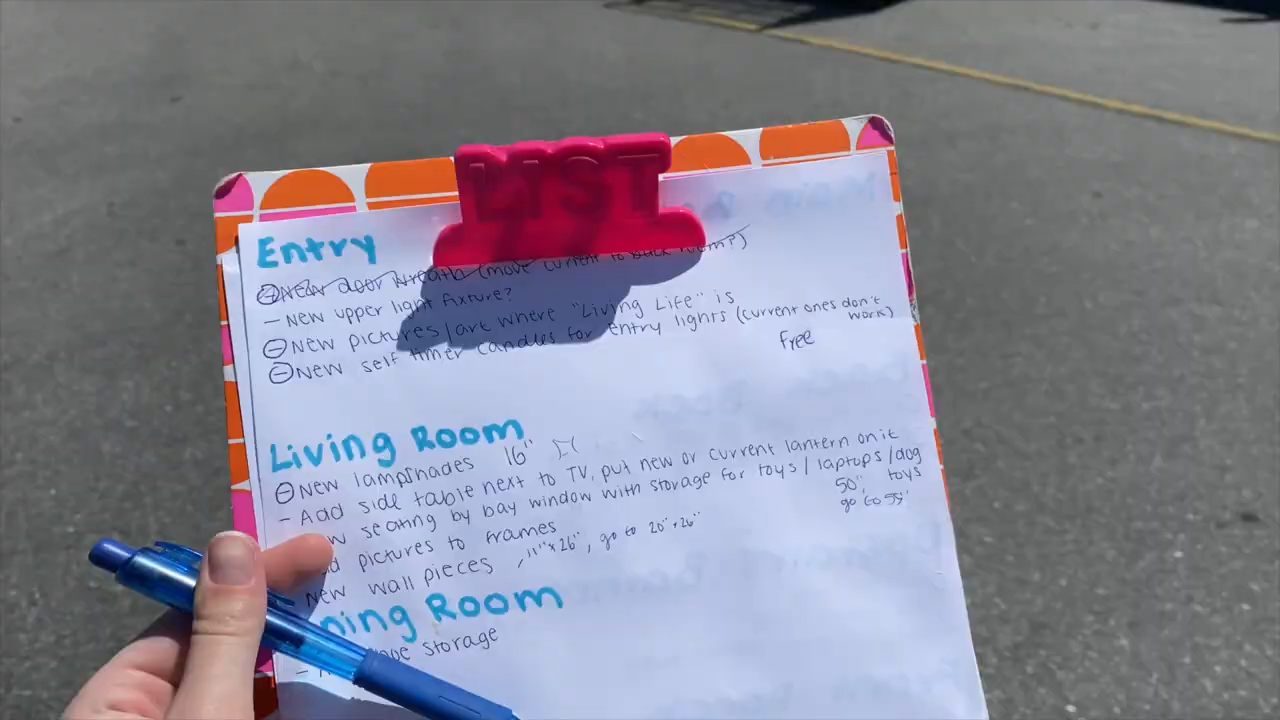 LIST
Entry
New door wreath (move current to back room?)
- New upper light fixture?
- New pictures/art where "Living Life" is
- New self timer candles for entry lights (current ones don't
work)
Free
Living Room
- New lampshades 16"
- Add side table next to TV, put new or current lantern on it
seating by bay window with storage for toys/laptops/dog
toys
50",
go to 55"
pictures to frames
New wall pieces , 11"x26", go to 20"x26"
ning Room
storage